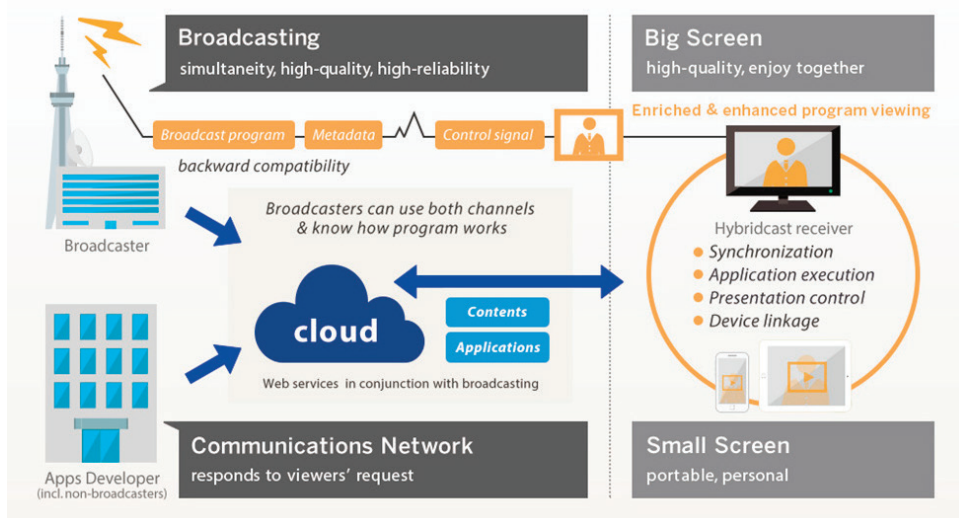 Broadcasting
simultaneity, high-quality, high-reliability
Big Screen
high-quality, enjoy together
Enriched & enhanced program viewing
Broadcast program
Metadata
Control signal
backward compatibility
Broadcaster
Broadcasters can use both channels
& know how program works
Hybridcast receiver
Synchronization
Application execution
Presentation control
Device linkage
cloud
Contents
Applications
Web services in conjunction with broadcasting
Apps Developer
(incl. non-broadcasters)
Communications Network
responds to viewers’ request
Small Screen
portable, personal